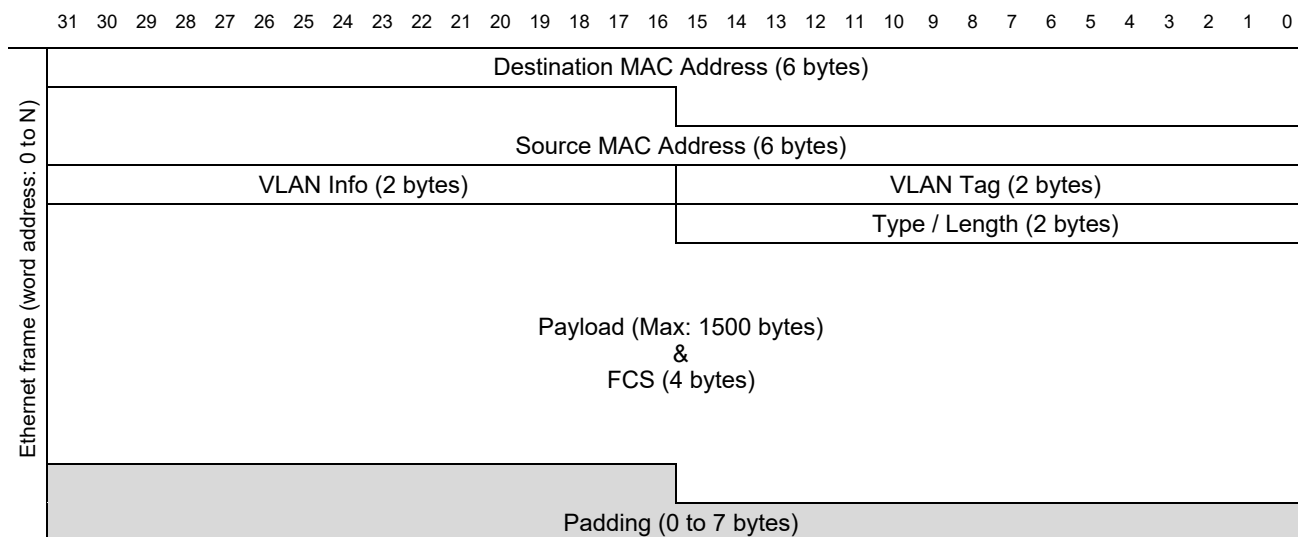 31 30 29 28 27 26 25 24 23 22 21 20 19 18 17 16 15 14 13 12 11 10 9 8 7 6 5 4 3 2 1 0
Ethernet frame (word address: 0 to N)
Destination MAC Address (6 bytes)
Source MAC Address (6 bytes)
VLAN Info (2 bytes) VLAN Tag (2 bytes)
Type / Length (2 bytes)
Payload (Max: 1500 bytes)
&
FCS (4 bytes)
Padding (0 to 7 bytes)